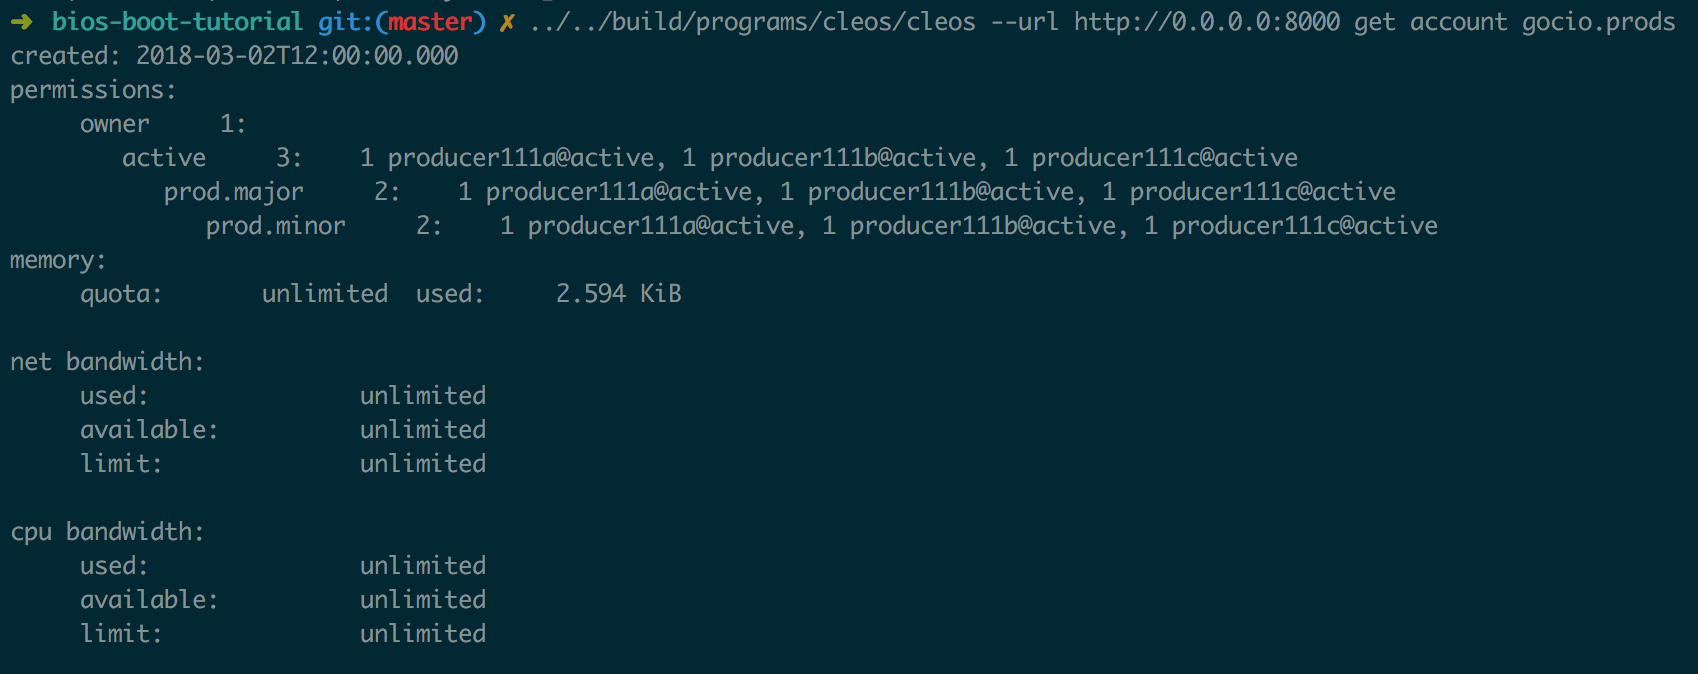 ➜ bios-boot-tutorial git:(master) ✗ ../../build/programs/cleos/cleos --url http://0.0.0.0:8000 get account gocio.prods
created: 2018-03-02T12:00:00.000
permissions:
     owner     1:
        active     3:    1 producer111a@active, 1 producer111b@active, 1 producer111c@active
           prod.major     2:    1 producer111a@active, 1 producer111b@active, 1 producer111c@active
              prod.minor     2:    1 producer111a@active, 1 producer111b@active, 1 producer111c@active
memory:
     quota:       unlimited  used:     2.594 KiB
net bandwidth:
     used:               unlimited
     available:          unlimited
     limit:              unlimited
cpu bandwidth:
     used:               unlimited
     available:          unlimited
     limit:              unlimited